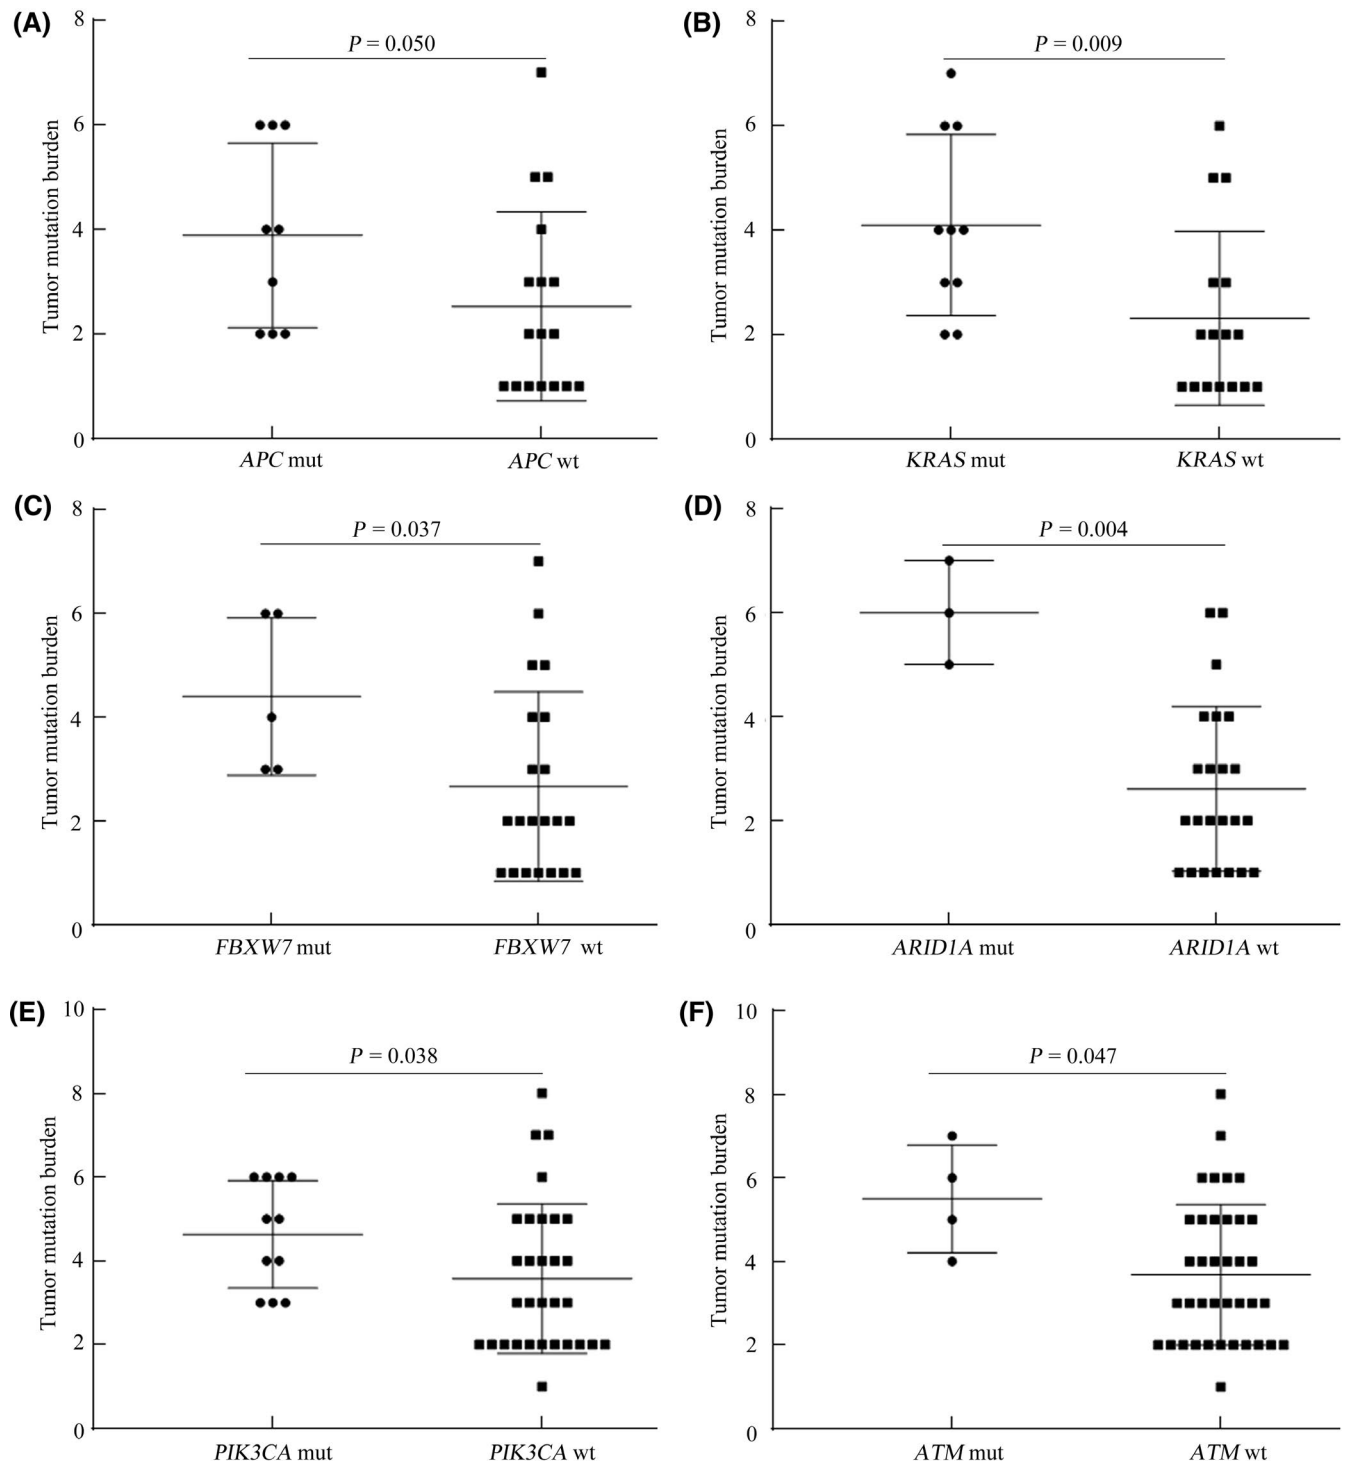 (A)
8
6
4
2
0
Tumor mutation burden
P = 0.050
APC mut
APC wt
(B)
8
6
4
2
0
Tumor mutation burden
P = 0.009
KRAS mut
KRAS wt
(C)
8
6
4
2
0
Tumor mutation burden
P = 0.037
FBXW7 mut
FBXW7 wt
(D)
8
6
4
2
0
Tumor mutation burden
P = 0.004
ARID1A mut
ARID1A wt
(E)
10
8
6
4
2
0
Tumor mutation burden
P = 0.038
PIK3CA mut
PIK3CA wt
(F)
10
8
6
4
2
0
Tumor mutation burden
P = 0.047
ATM mut
ATM wt